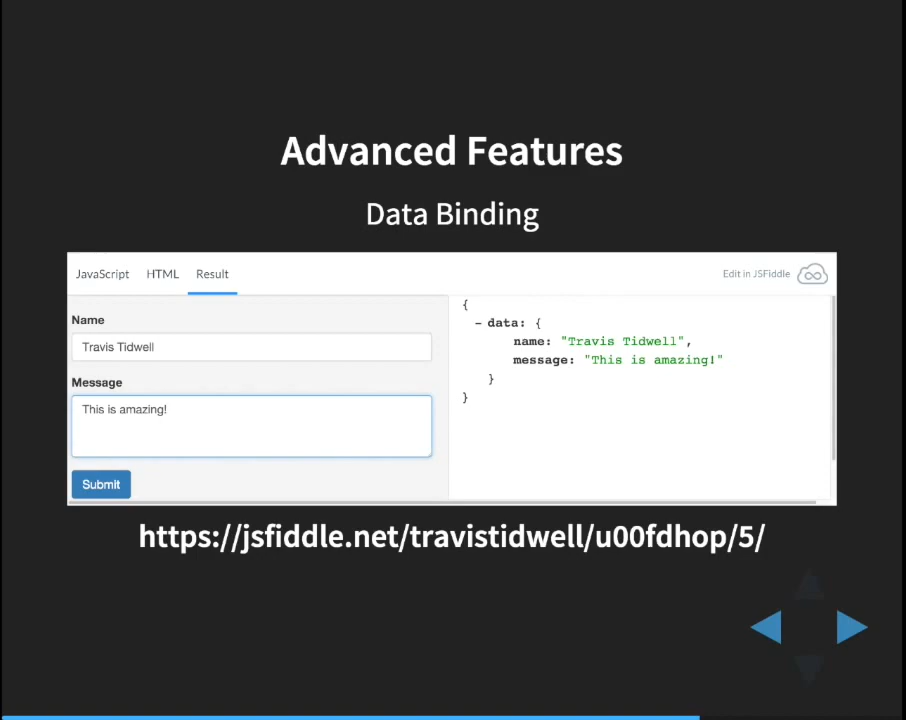 Advanced Features
Data Binding
JavaScript HTML Result Edit in JSFiddle
Name
Travis Tidwell
Message
This is amazing!
Submit
{
– data: {
name: "Travis Tidwell",
message: "This is amazing!"
}
}
https://jsfiddle.net/travistidwell/u00fdhop/5/